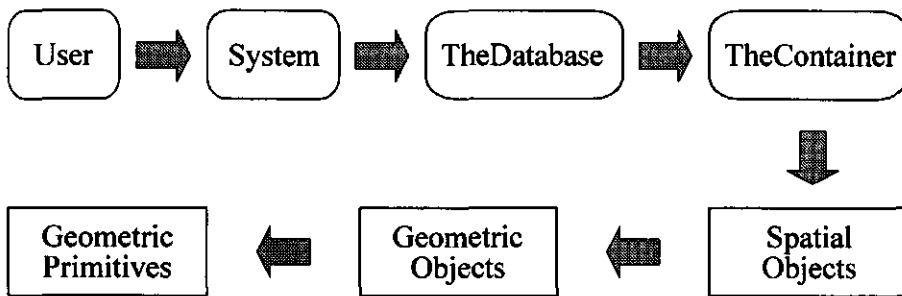 User
System
TheDatabase
TheContainer
Geometric
Primitives
Geometric
Objects
Spatial
Objects